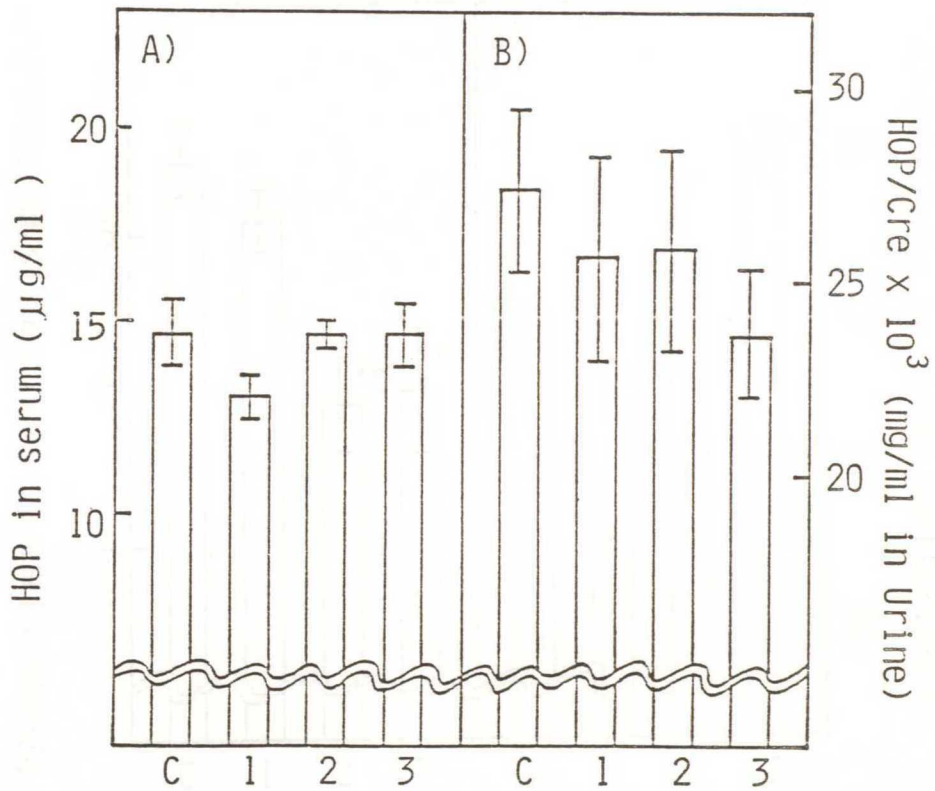 A)
B)
HOP in serum ( μg/ml )
20
15
10
30
25
20
HOP/Cre x 10³ (mg/ml in Urine)
C 1 2 3 C 1 2 3